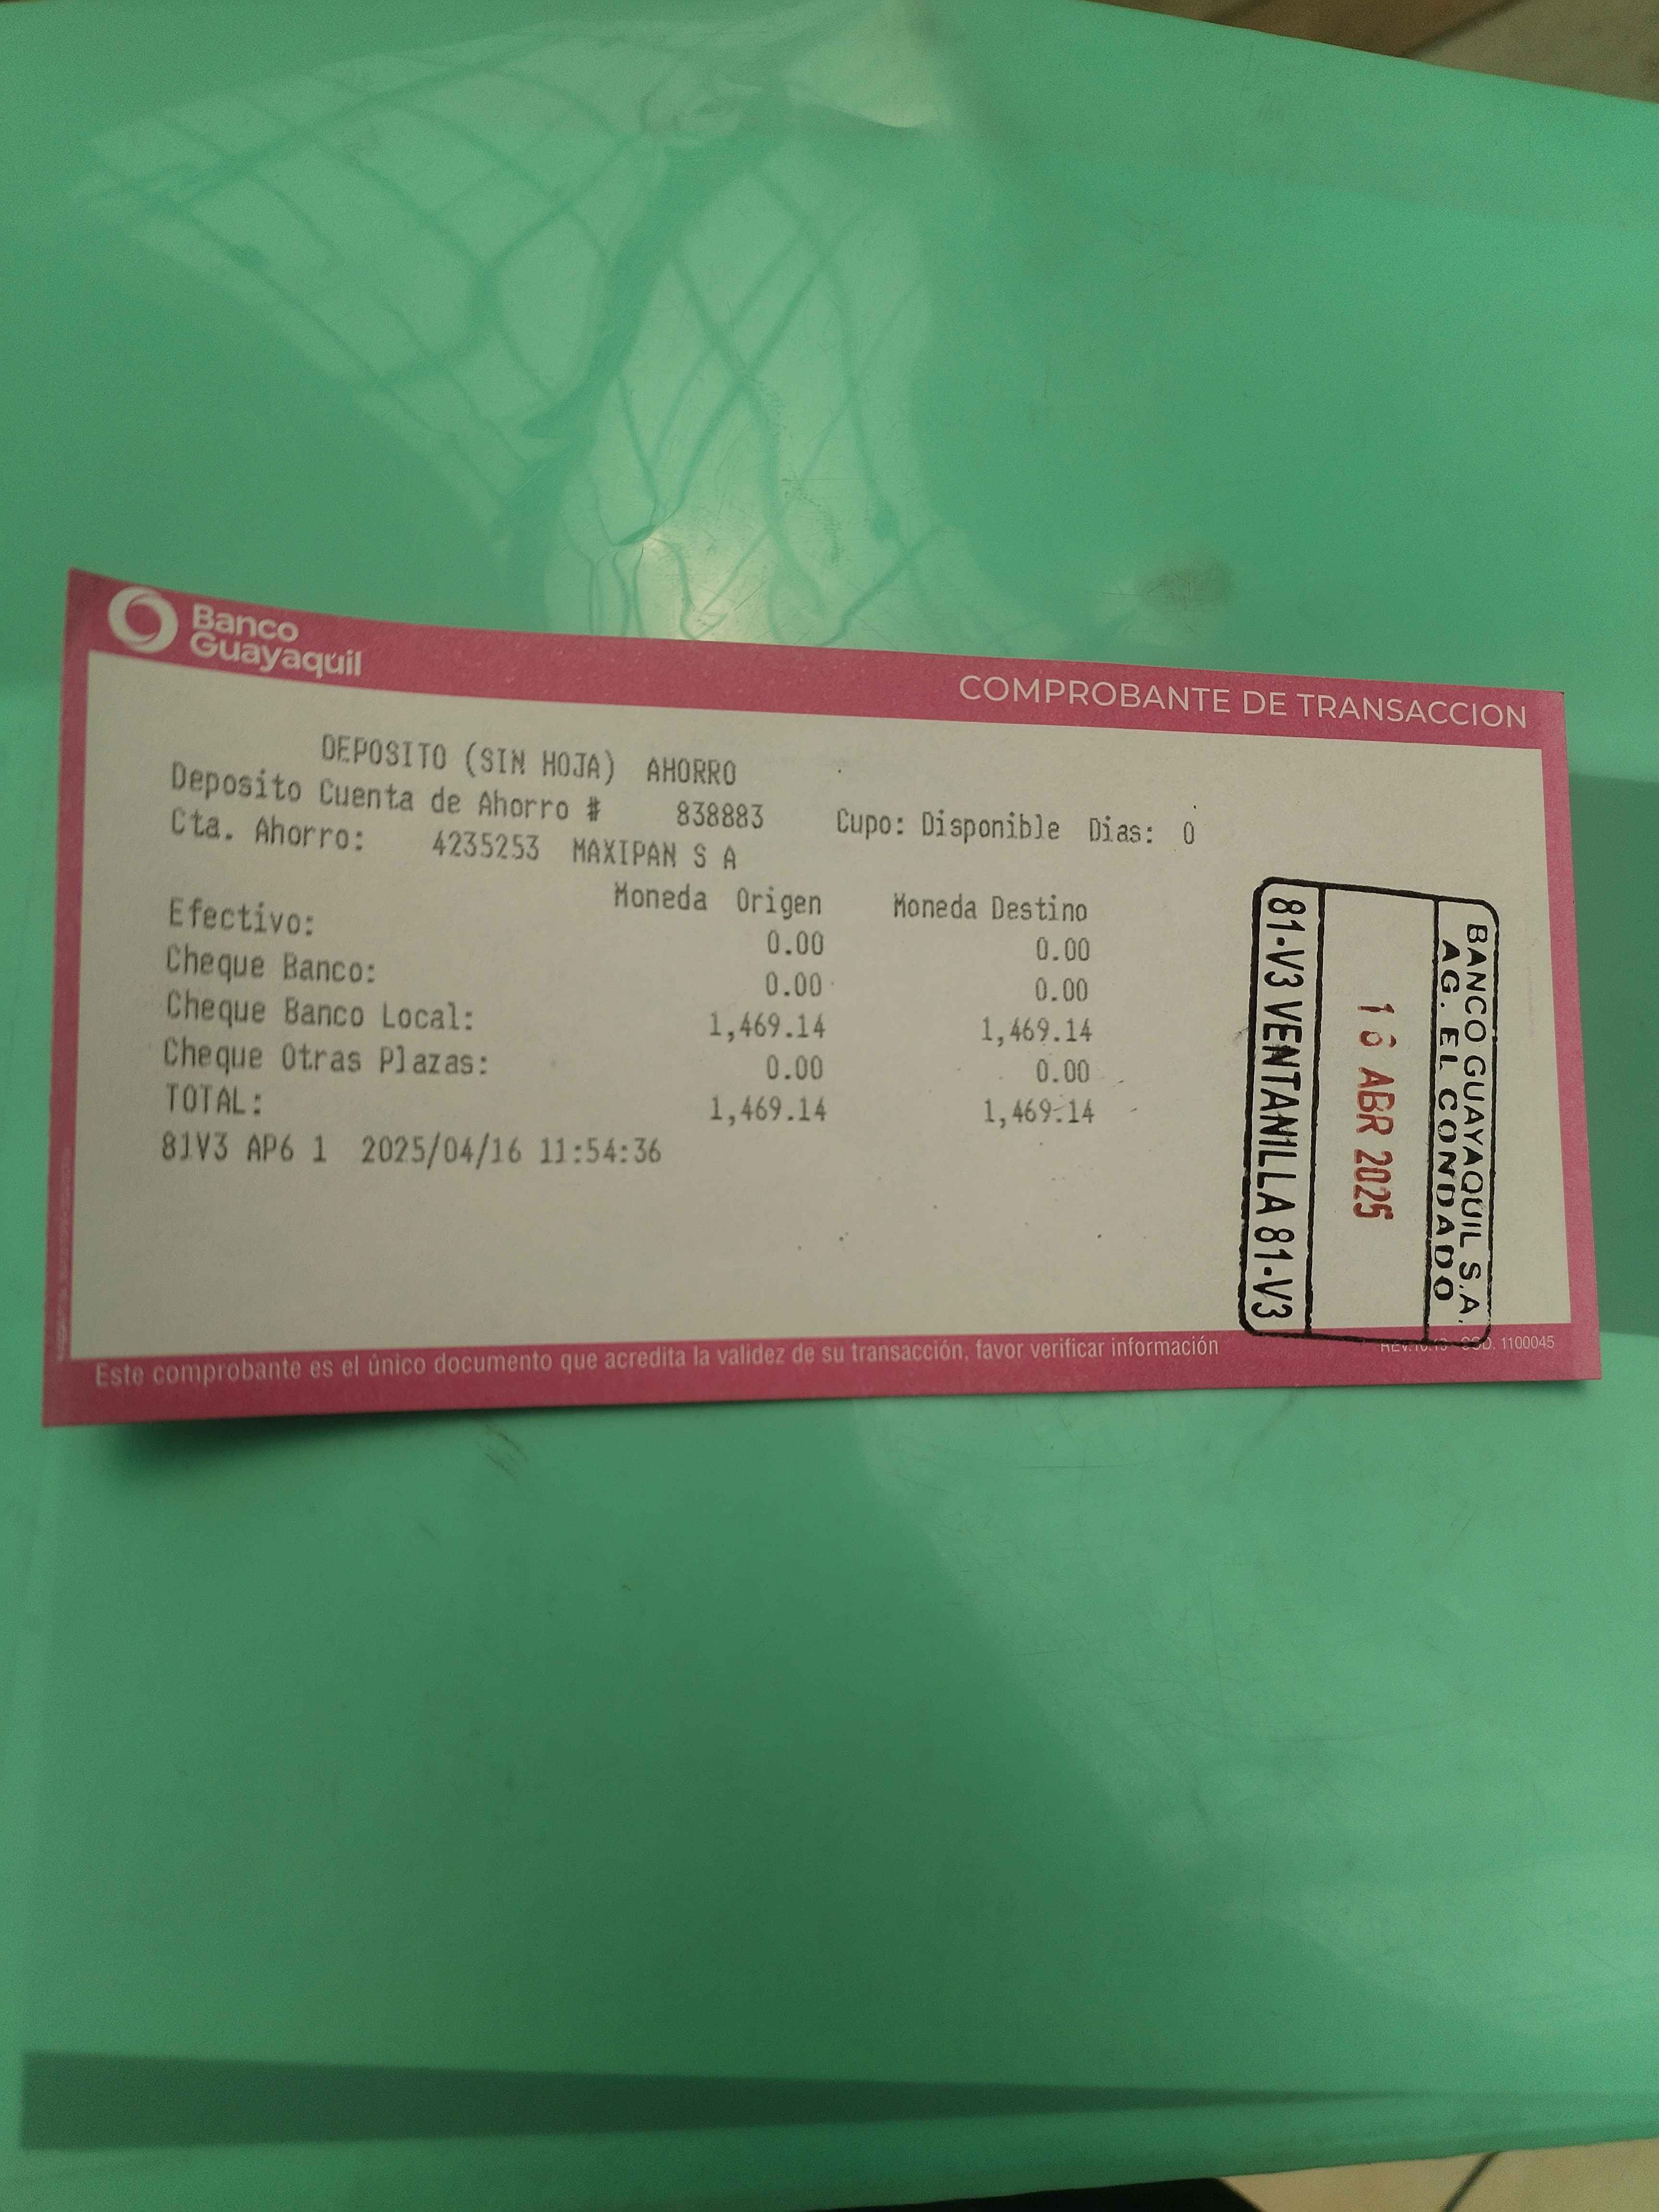 Banco
Guayaquil
COMPROBANTE DE TRANSACCION
DEPOSITO (SIN HOJA) AHORRO
Deposito Cuenta de Ahorro # 838883 Cupo: Disponible Dias: 0
Cta. Ahorro: 4235253 MAXIPAN S A
Moneda Origen Moneda Destino
Efectivo: 0.00 0.00
Cheque Banco: 0.00 0.00
Cheque Banco Local: 1,469.14 1,469.14
Cheque Otras Plazas: 0.00 0.00
TOTAL: 1,469.14 1,469.14
81V3 AP6 1 2025/04/16 11:54:36
BANCO GUAYAQUIL S.A.
AG. EL CONDADO
16 ABR 2025
81-V3 VENTANILLA 81-V3
Este comprobante es el único documento que acredita la validez de su transacción, favor verificar información
COD. 1100045